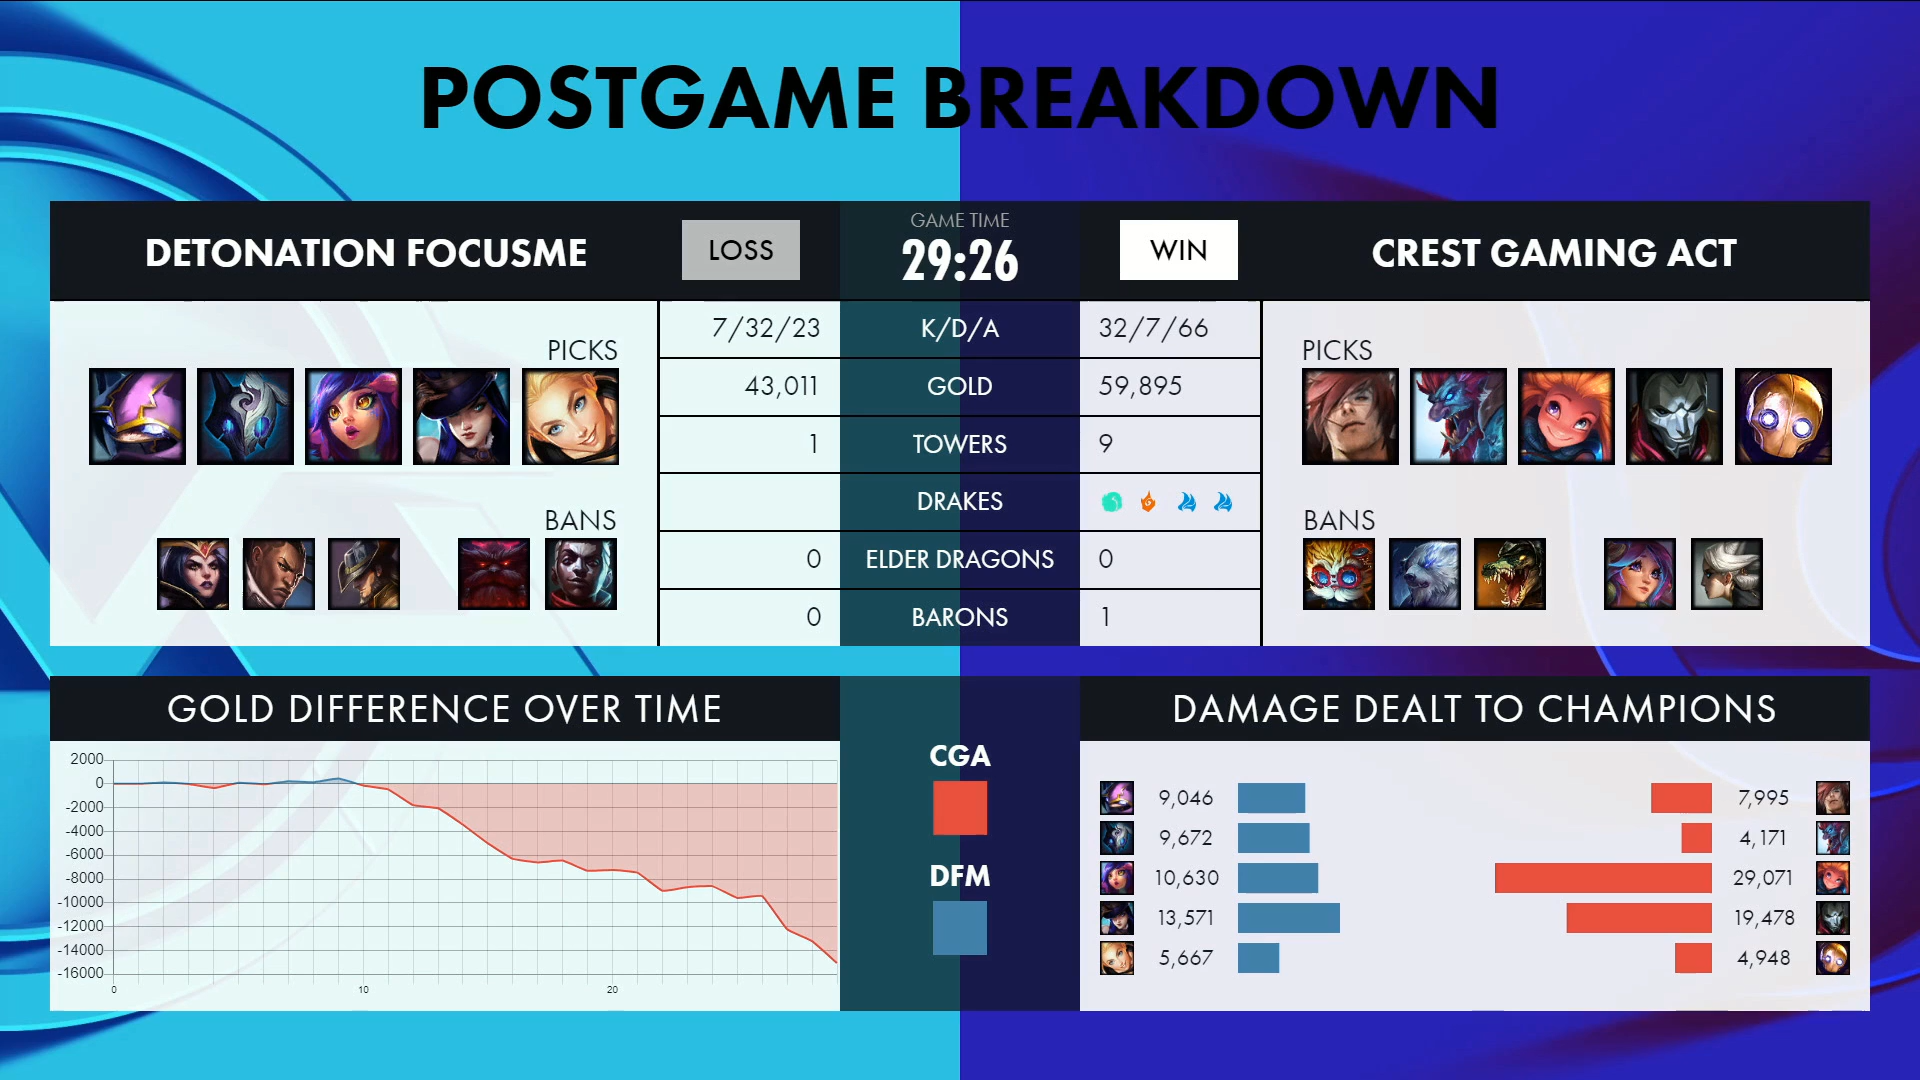 POSTGAME BREAKDOWN
DETONATION FOCUSME
LOSS
GAME TIME
29:26
WIN
CREST GAMING ACT
PICKS
BANS
7/32/23 K/D/A 32/7/66
43,011 GOLD 59,895
1 TOWERS 9
DRAKES
0 ELDER DRAGONS 0
0 BARONS 1
PICKS
BANS
GOLD DIFFERENCE OVER TIME
2000
0
-2000
-4000
-6000
-8000
-10000
-12000
-14000
-16000
0 10 20
CGA
DFM
DAMAGE DEALT TO CHAMPIONS
9,046 7,995
9,672 4,171
10,630 29,071
13,571 19,478
5,667 4,948